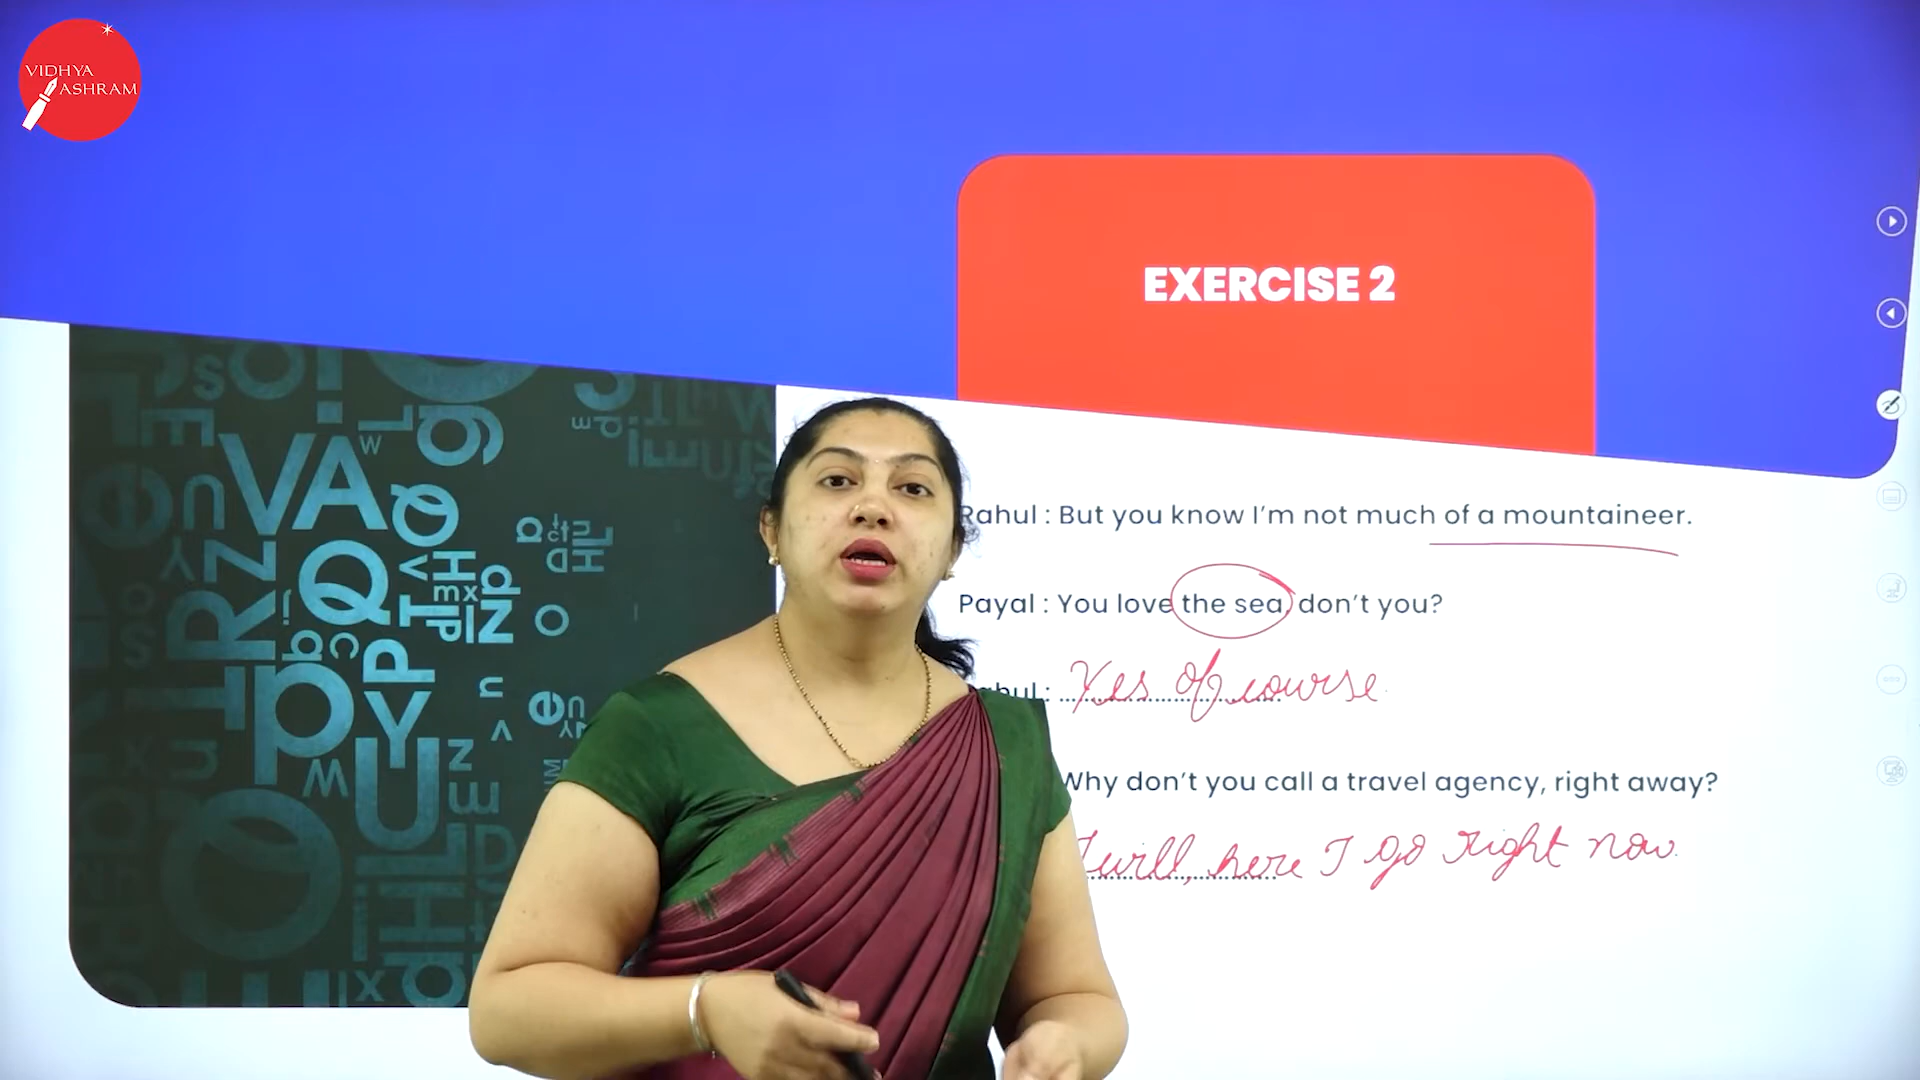 VIDHYA
ASHRAM
EXERCISE 2
Rahul : But you know I'm not much of a mountaineer.
Payal : You love the sea, don't you?
Rahul : Yes of course
Why don't you call a travel agency, right away?
I will, here I go right now.